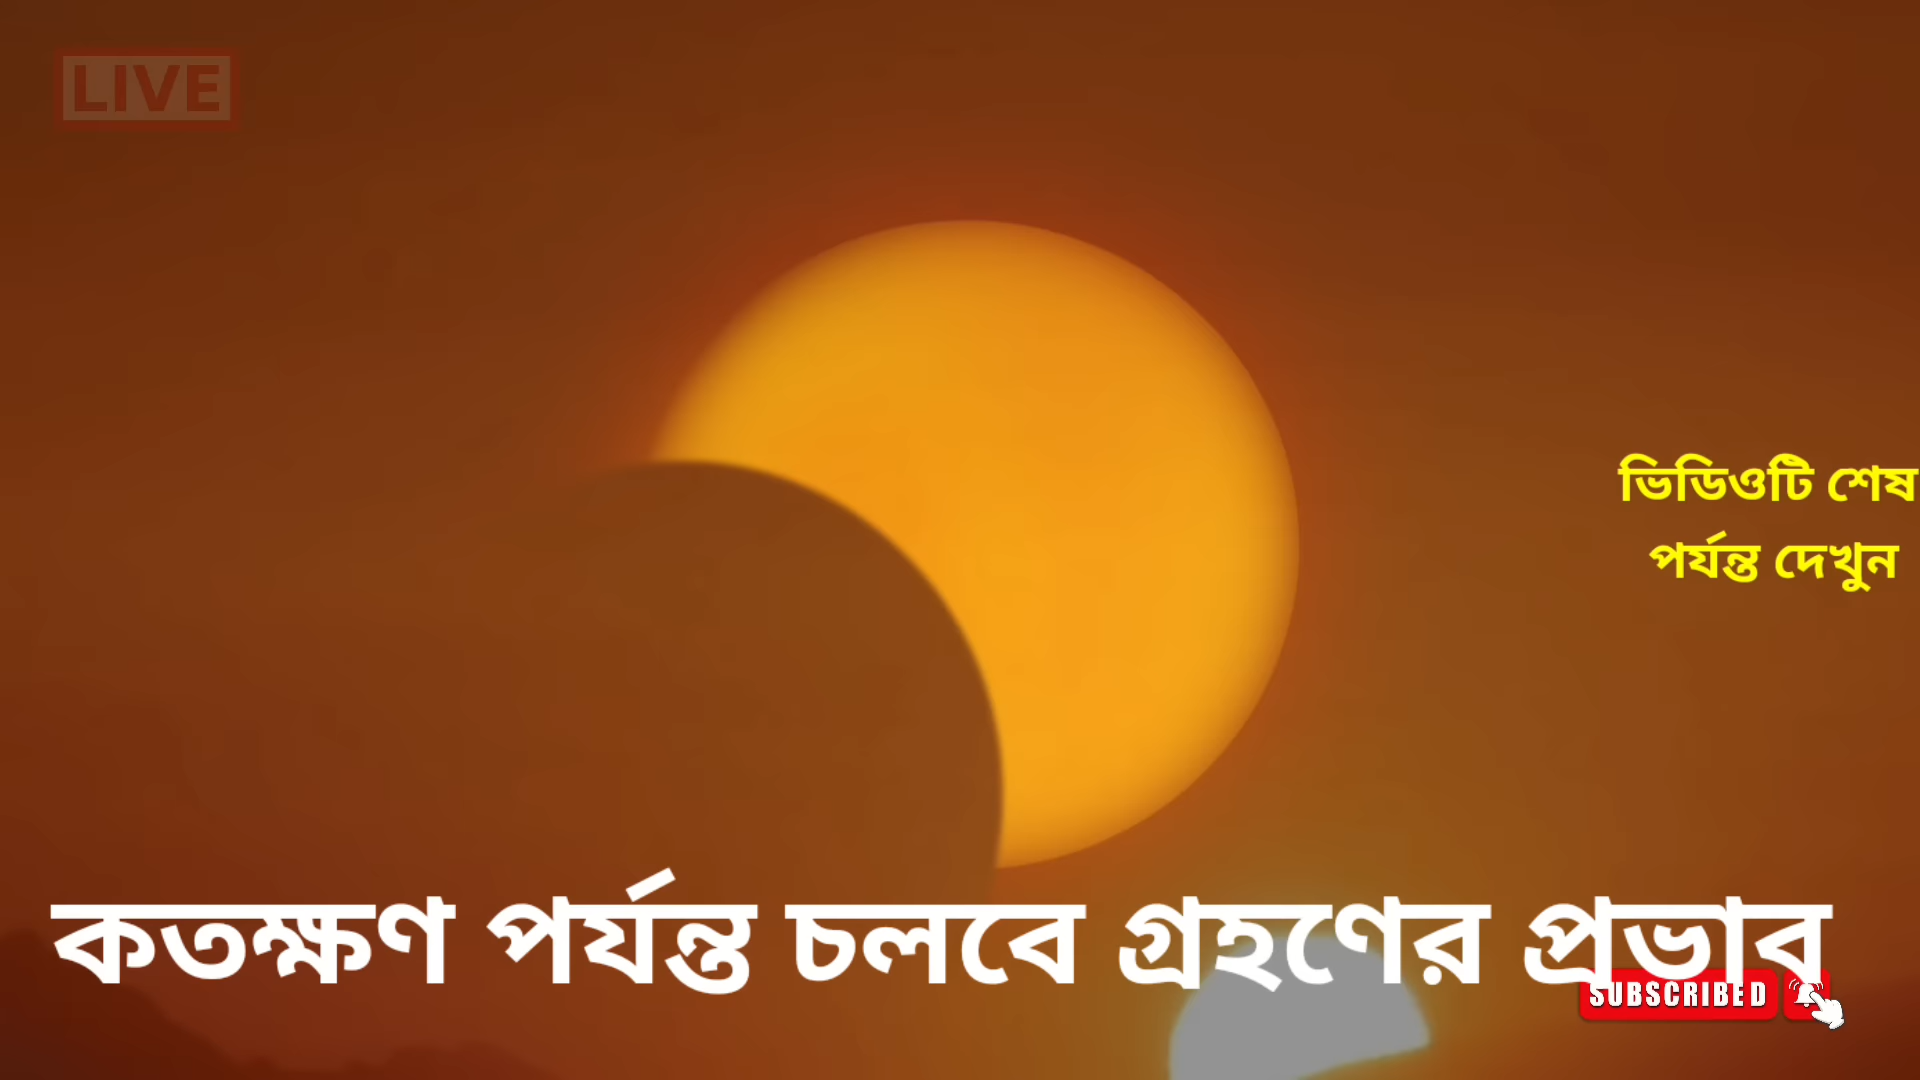 LIVE
ভিডিওটি শেষ
পর্যন্ত দেখুন
কতক্ষণ পর্যন্ত চলবে গ্রহণের প্রভাব
SUBSCRIBED